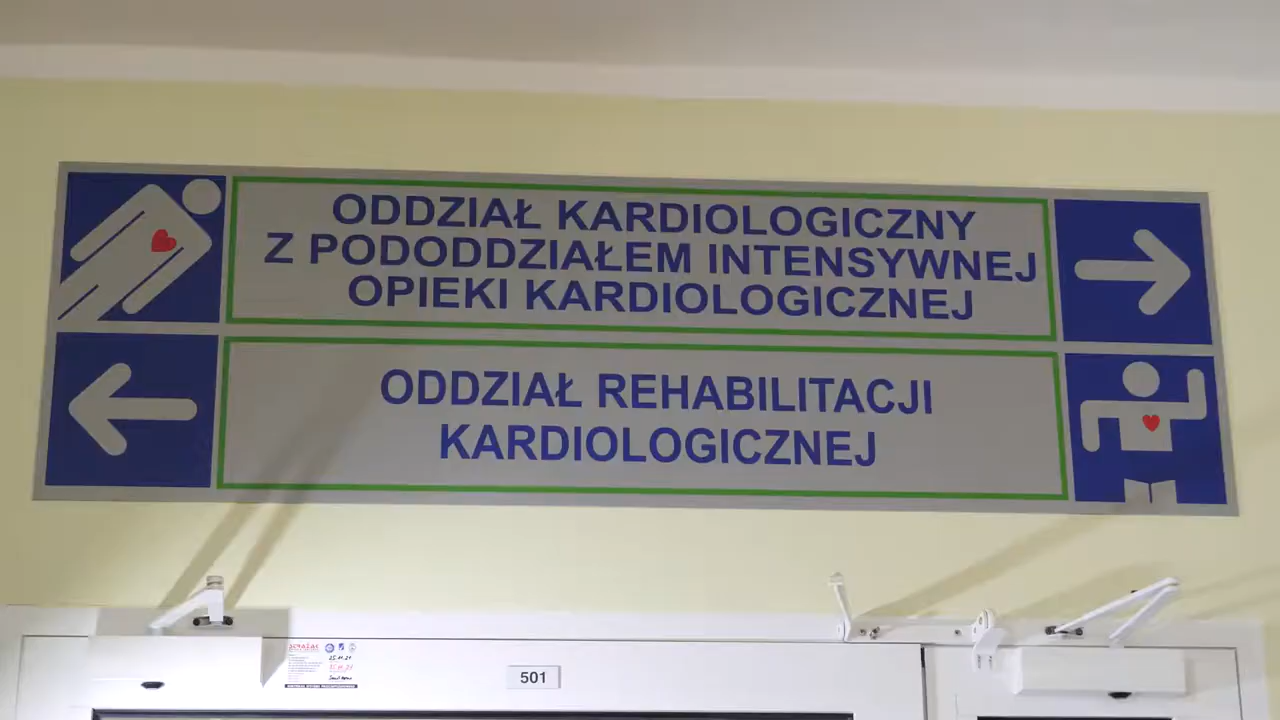 ODDZIAŁ KARDIOLOGICZNY
Z PODODDZIAŁEM INTENSYWNEJ
OPIEKI KARDIOLOGICZNEJ
ODDZIAŁ REHABILITACJI
KARDIOLOGICZNEJ
501